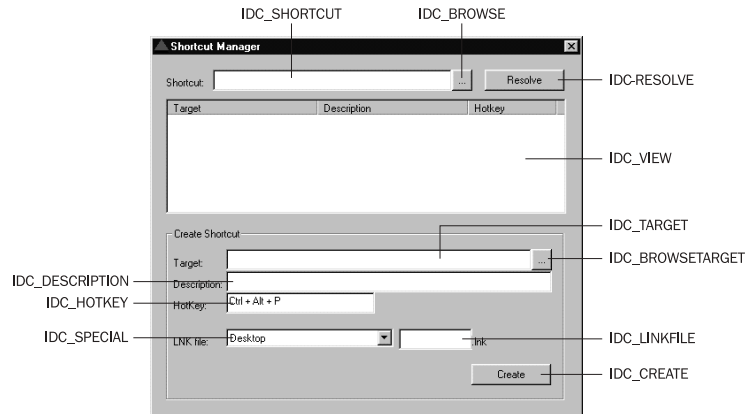 IDC_SHORTCUT IDC_BROWSE
Shortcut Manager
Shortcut: ... Resolve IDC-RESOLVE
Target Description Hotkey
IDC_VIEW
Create Shortcut IDC_TARGET
Target: ... IDC_BROWSETARGET
IDC_DESCRIPTION Description:
IDC_HOTKEY HotKey: Ctrl + Alt + P
IDC_SPECIAL LNK file: Desktop .lnk IDC_LINKFILE
Create IDC_CREATE